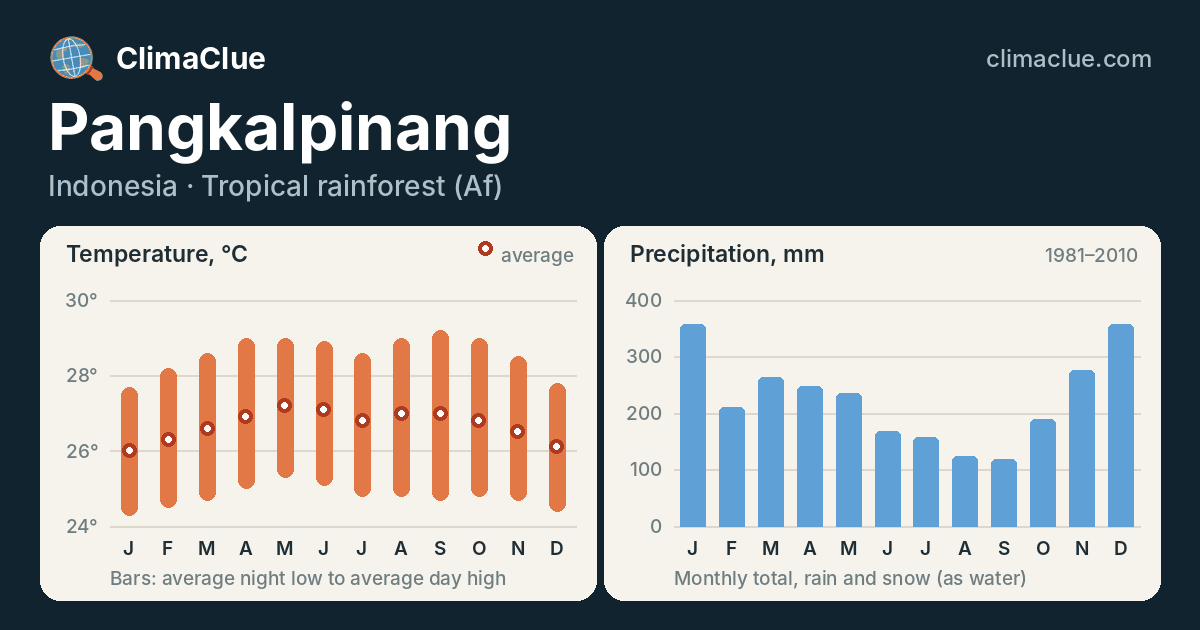 ClimaClue
climaclue.com
Pangkalpinang
Indonesia · Tropical rainforest (Af)
Temperature, °C
average
30°
28°
26°
24°
J F M A M J J A S O N D
Bars: average night low to average day high
Precipitation, mm
1981–2010
400
300
200
100
0
J F M A M J J A S O N D
Monthly total, rain and snow (as water)